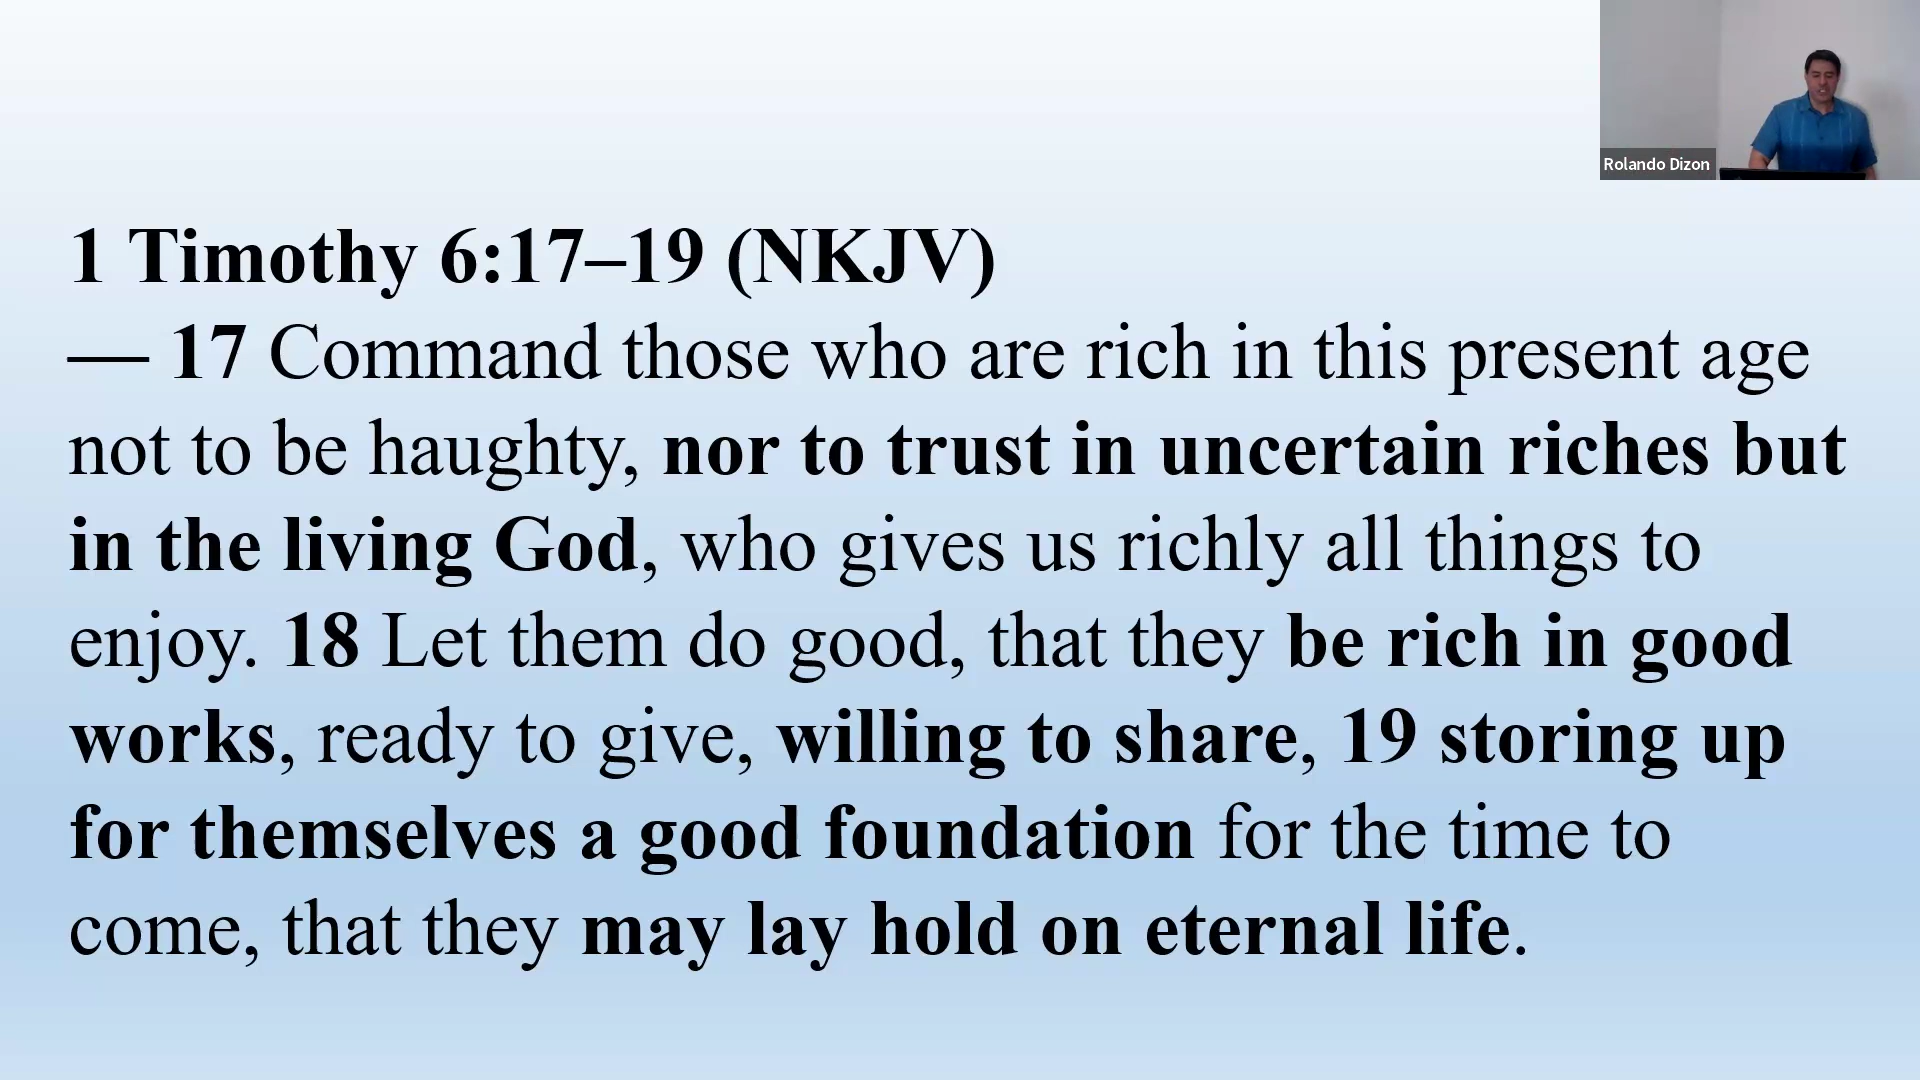 Rolando Dizon
1 Timothy 6:17–19 (NKJV)
— 17 Command those who are rich in this present age
not to be haughty, nor to trust in uncertain riches but
in the living God, who gives us richly all things to
enjoy. 18 Let them do good, that they be rich in good
works, ready to give, willing to share, 19 storing up
for themselves a good foundation for the time to
come, that they may lay hold on eternal life.